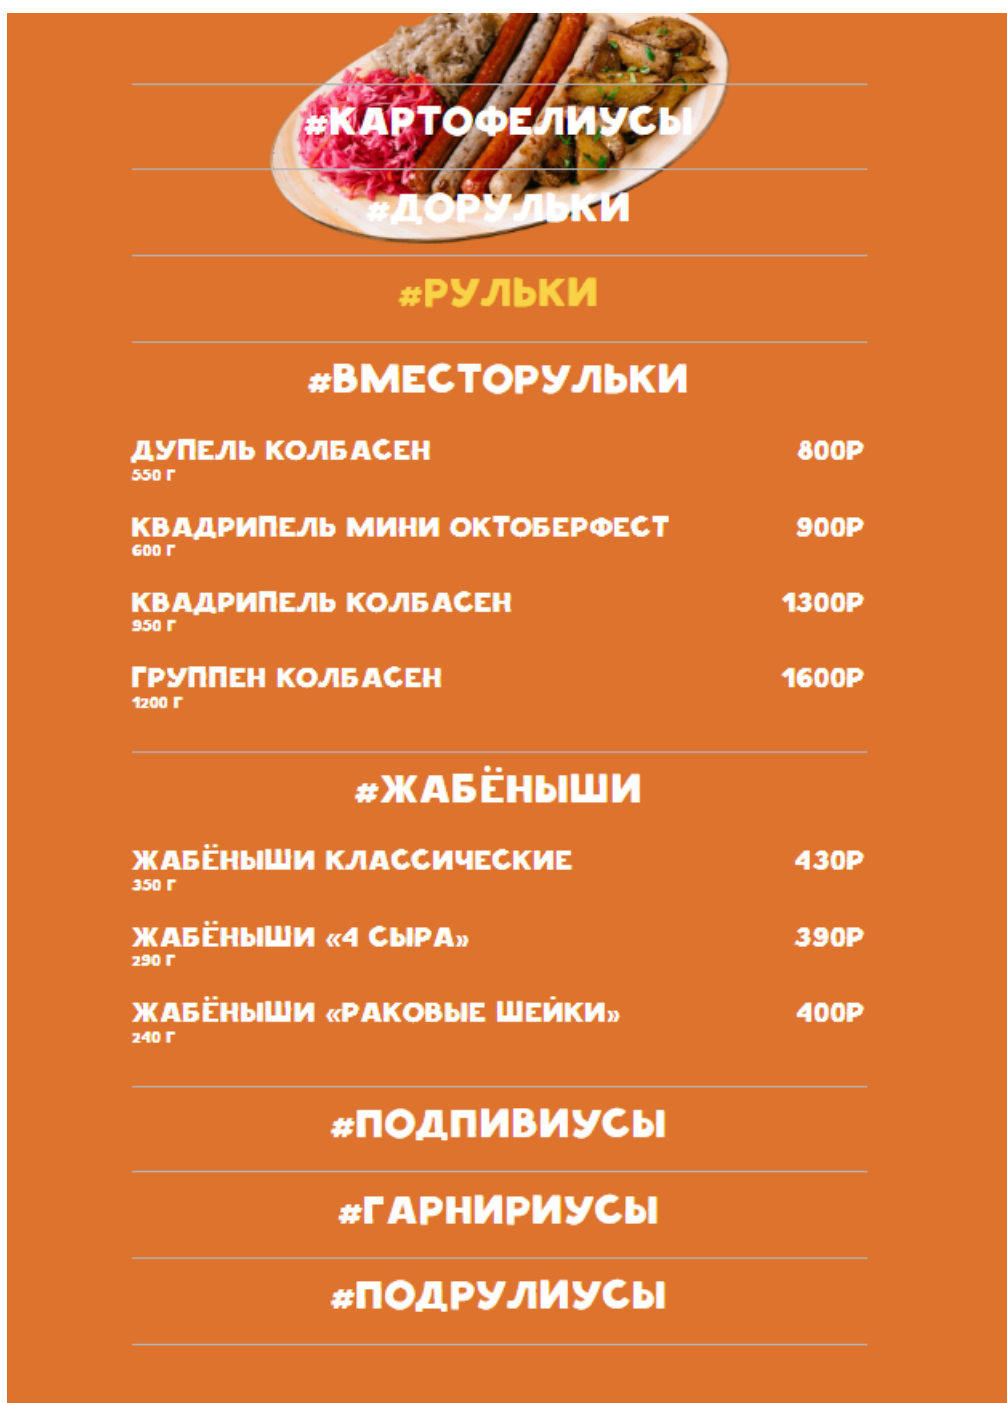 #КАРТОФЕЛИУСЫ
#ДОРУЛЬКИ
#РУЛЬКИ
#ВМЕСТОРУЛЬКИ
ДУПЕЛЬ КОЛБАСЕН 800Р
550 Г
КВАДРИПЕЛЬ МИНИ ОКТОБЕРФЕСТ 900Р
600 Г
КВАДРИПЕЛЬ КОЛБАСЕН 1300Р
950 Г
ГРУППЕН КОЛБАСЕН 1600Р
1200 Г
#ЖАБЁНЫШИ
ЖАБЁНЫШИ КЛАССИЧЕСКИЕ 430Р
350 Г
ЖАБЁНЫШИ «4 СЫРА» 390Р
290 Г
ЖАБЁНЫШИ «РАКОВЫЕ ШЕЙКИ» 400Р
240 Г
#ПОДПИВИУСЫ
#ГАРНИРИУСЫ
#ПОДРУЛИУСЫ